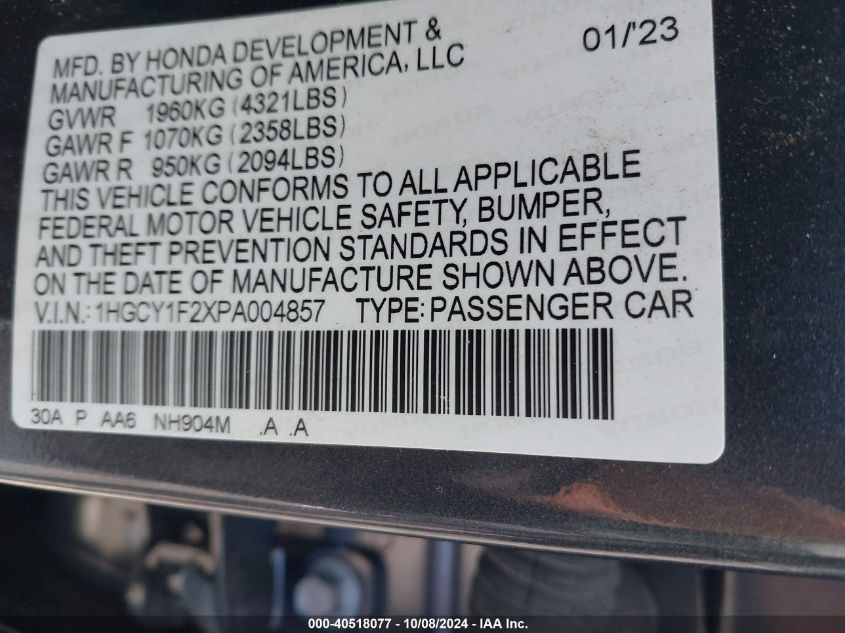 MFD. BY HONDA DEVELOPMENT & 01/'23
MANUFACTURING OF AMERICA, LLC
GVWR 1960KG (4321LBS)
GAWR F 1070KG (2358LBS)
GAWR R 950KG (2094LBS)
THIS VEHICLE CONFORMS TO ALL APPLICABLE
FEDERAL MOTOR VEHICLE SAFETY, BUMPER,
AND THEFT PREVENTION STANDARDS IN EFFECT
ON THE DATE OF MANUFACTURE SHOWN ABOVE.
V.I.N.: 1HGCY1F2XPA004857 TYPE: PASSENGER CAR
30A P AA6 NH904M .A .A
000-40518077 - 10/08/2024 - IAA Inc.